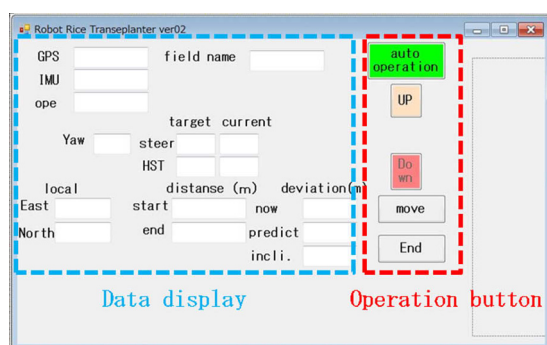 Robot Rice Transeplanter ver02
GPS field name
IMU
ope
auto
operation
UP
target current
Yaw steer
HST
Do
wn
local distanse (m) deviation(m)
East start now
move
North end predict
incli.
End
Data display Operation button